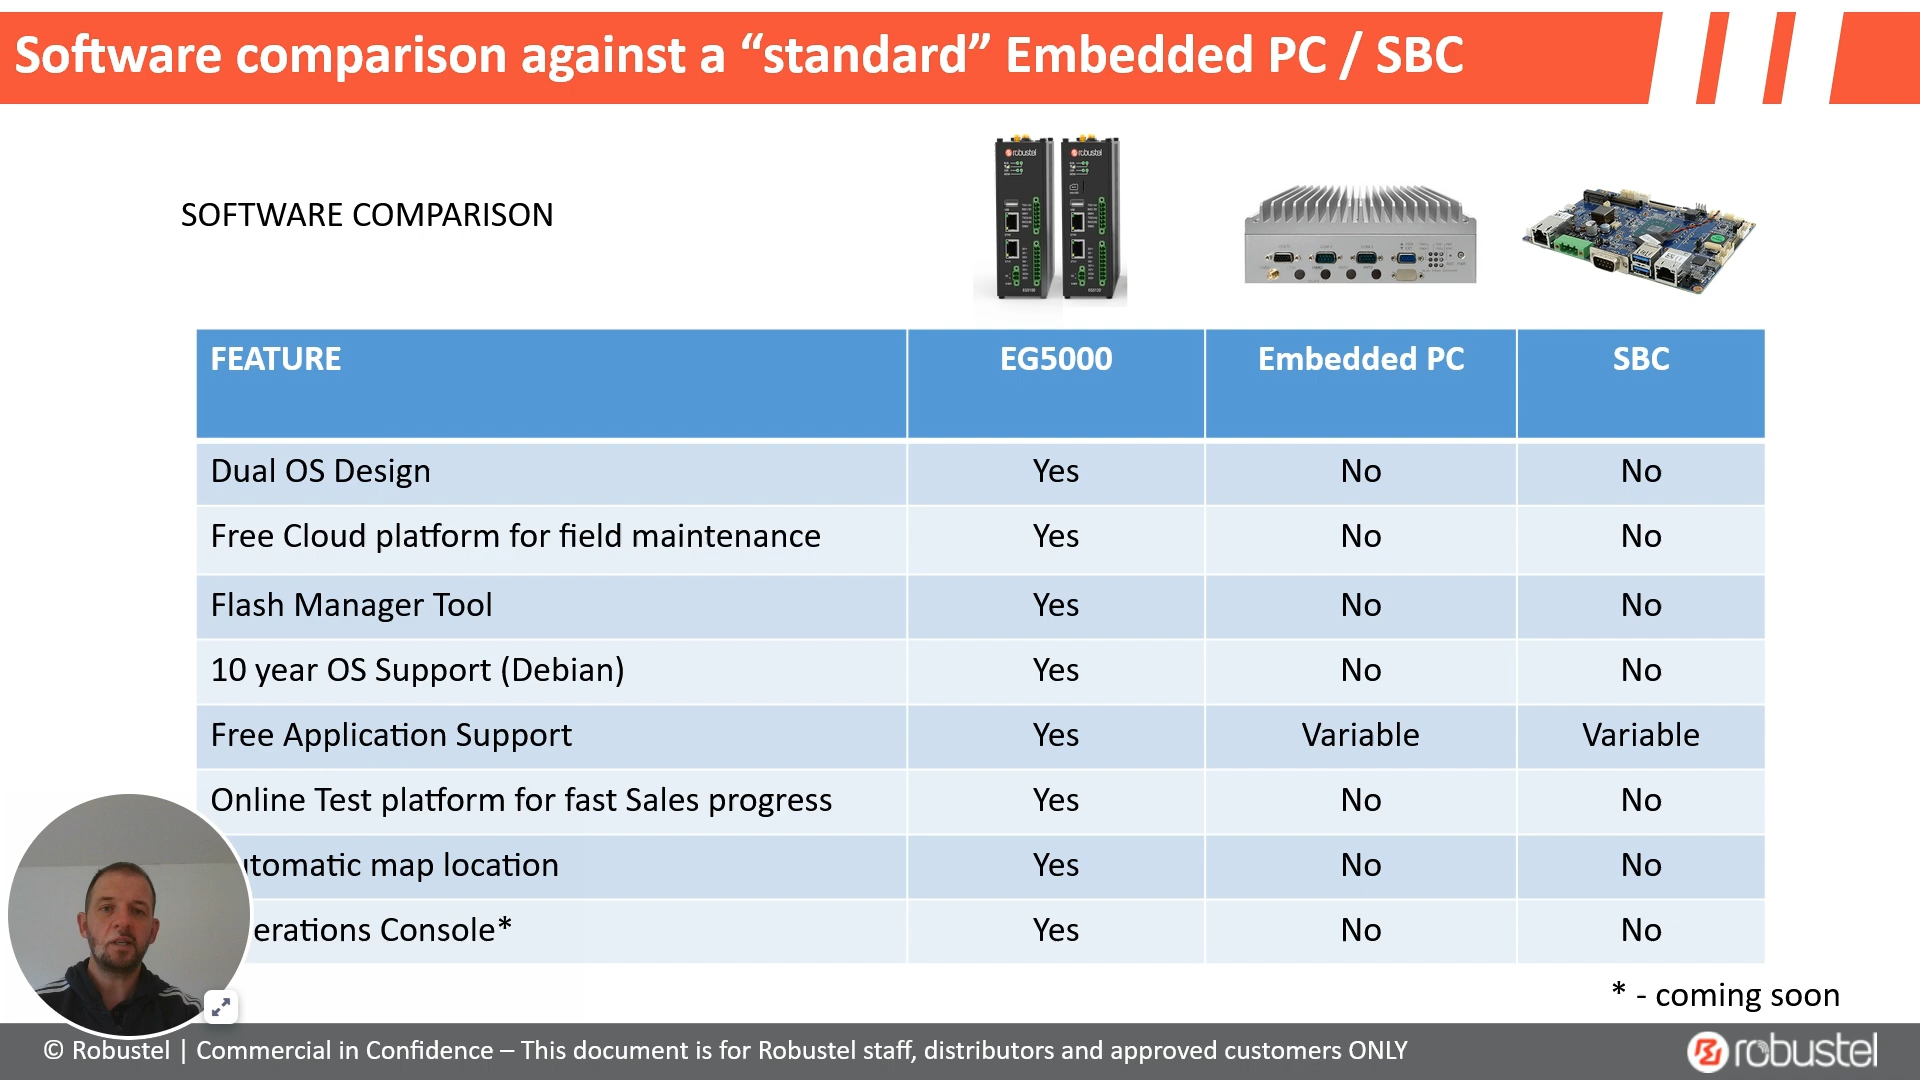 Software comparison against a “standard” Embedded PC / SBC
SOFTWARE COMPARISON
robustel robustel
FEATURE EG5000 Embedded PC SBC
Dual OS Design Yes No No
Free Cloud platform for field maintenance Yes No No
Flash Manager Tool Yes No No
10 year OS Support (Debian) Yes No No
Free Application Support Yes Variable Variable
Online Test platform for fast Sales progress Yes No No
utomatic map location Yes No No
erations Console* Yes No No
* - coming soon
© Robustel | Commercial in Confidence – This document is for Robustel staff, distributors and approved customers ONLY
robustel